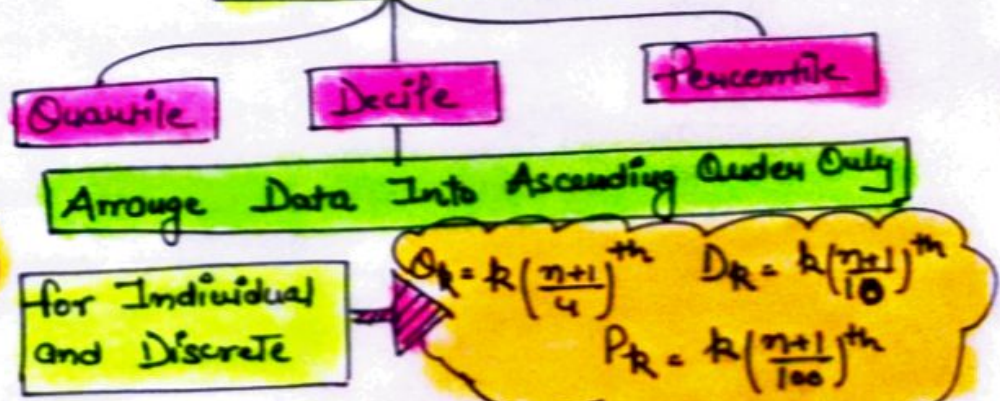 Quartile
Decile
Percentile
Arrange Data Into Ascending Order Only
for Individual
and Discrete
Qk = k(n+1/4)^th Dk = k(n+1/10)^th
Pk = k(n+1/100)^th